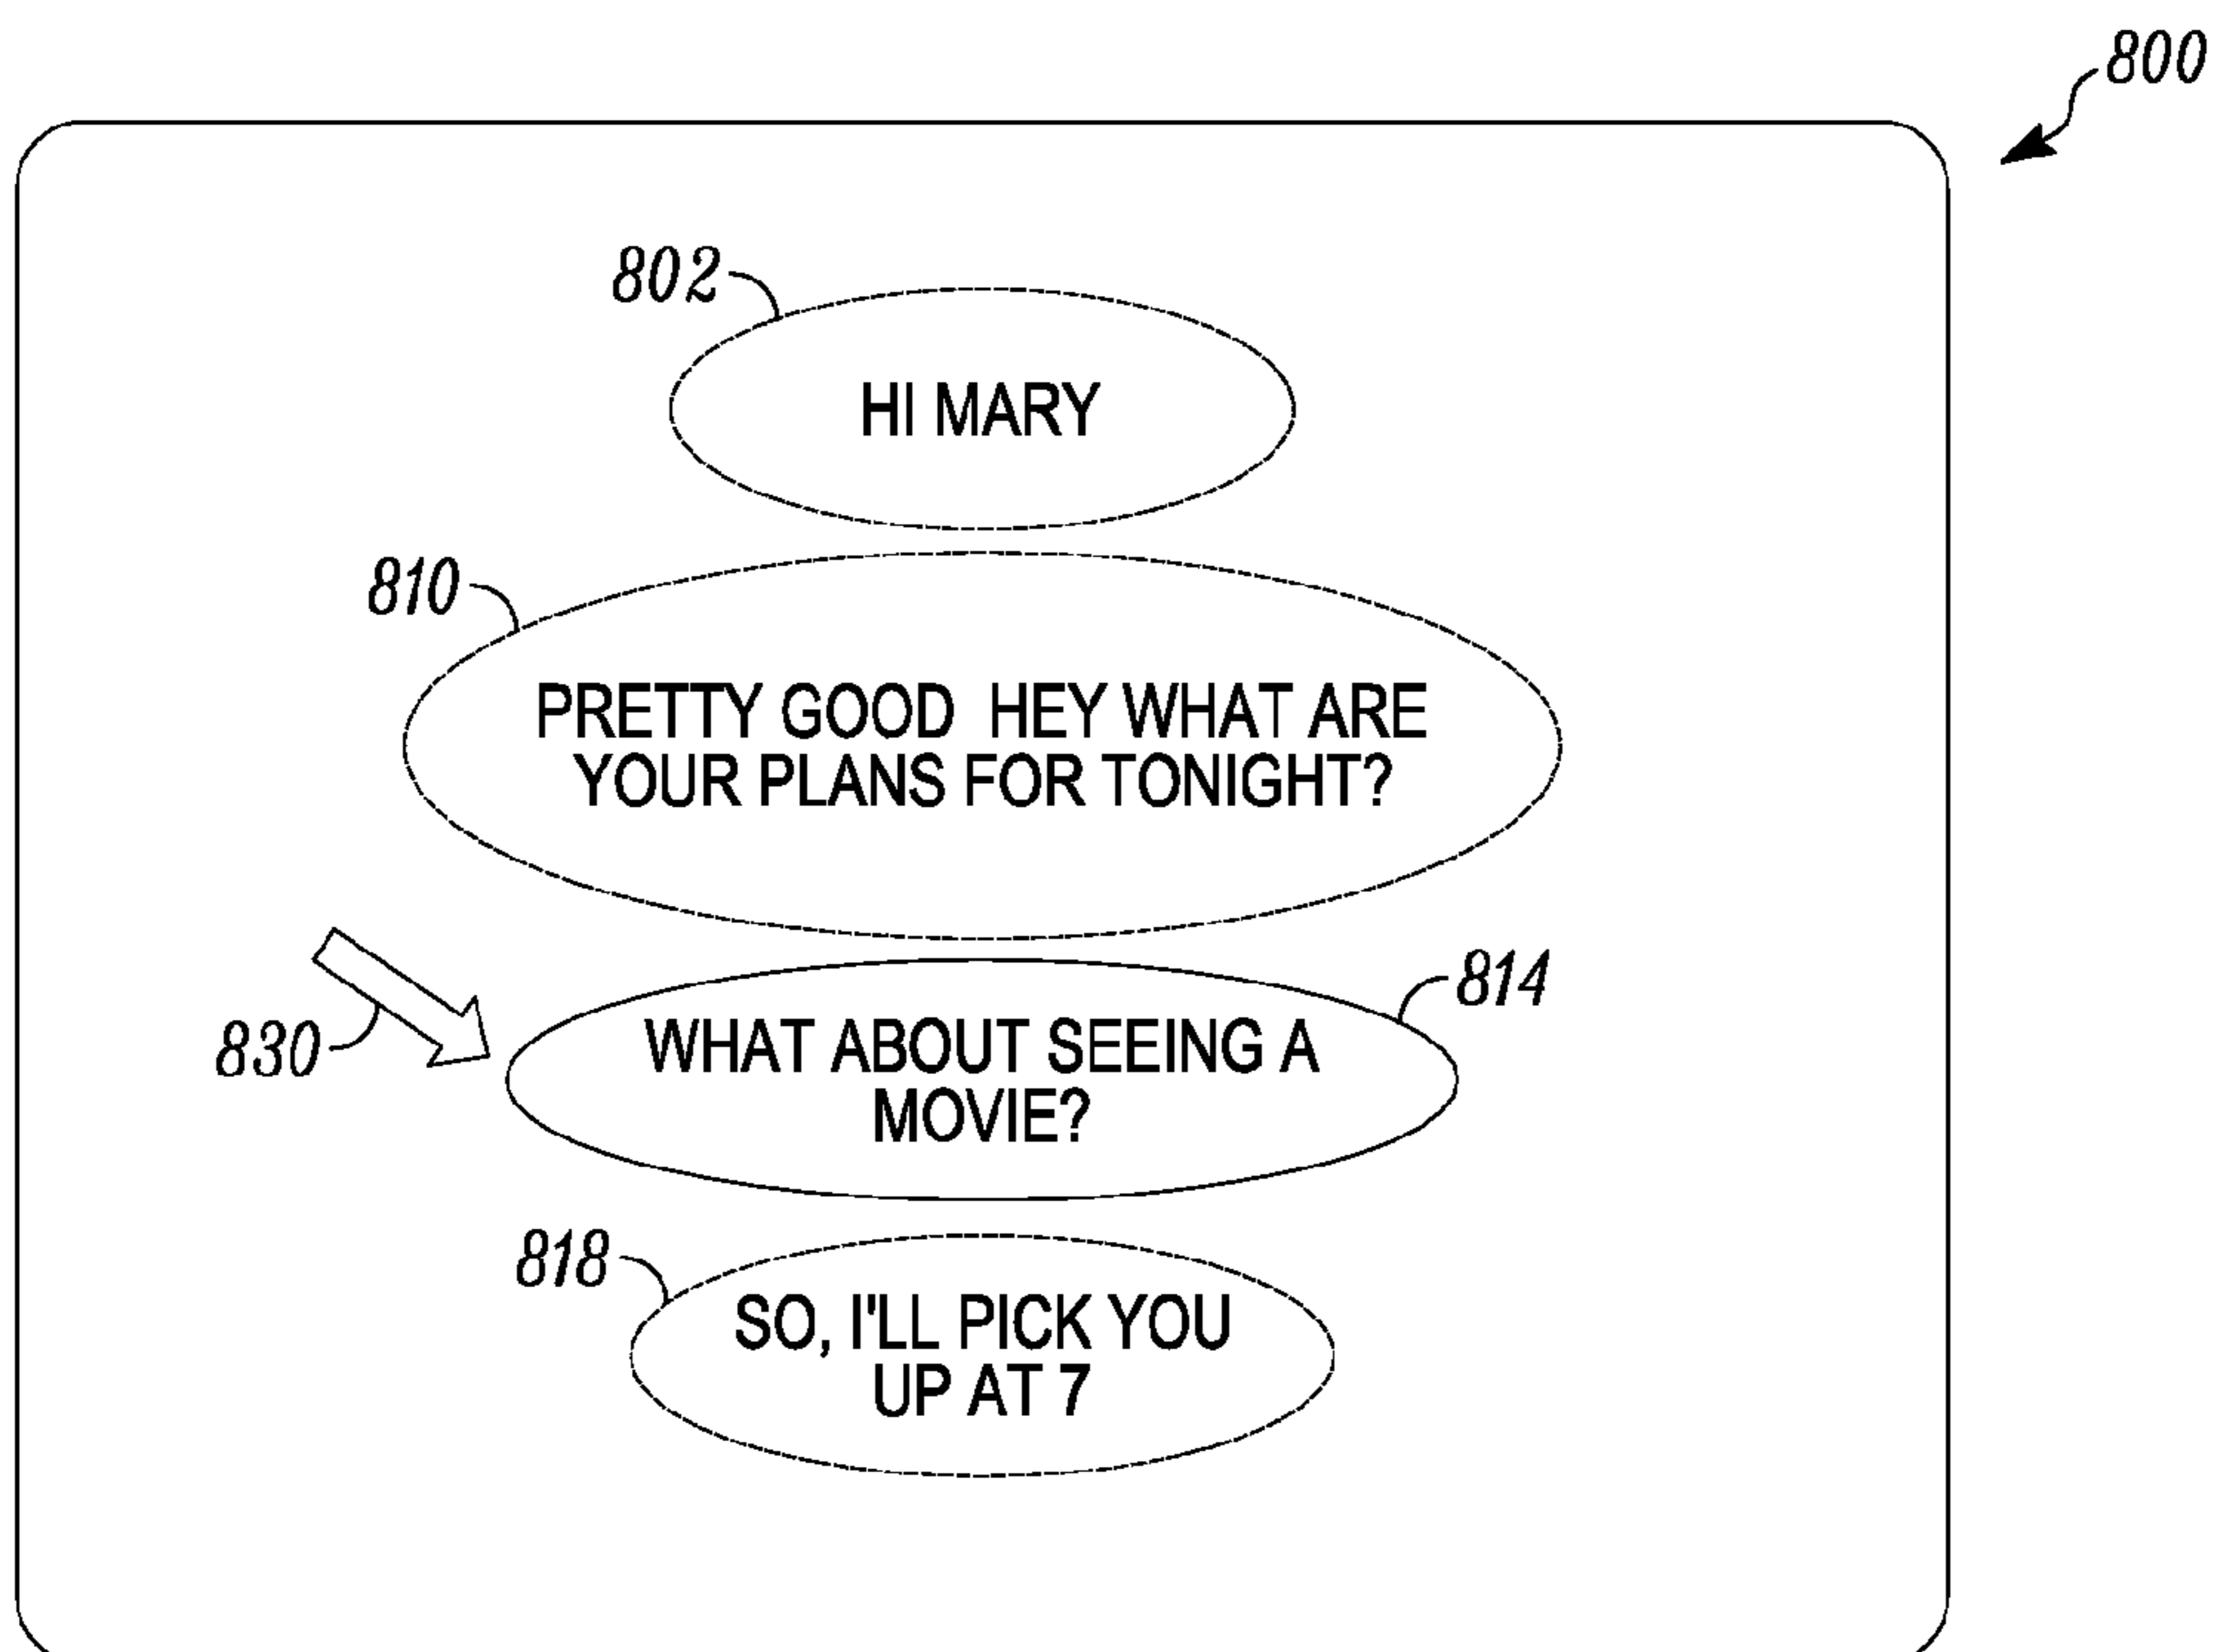 800
802
HI MARY
810
PRETTY GOOD  HEY WHAT ARE
YOUR PLANS FOR TONIGHT?
814
830
WHAT ABOUT SEEING A
MOVIE?
818
SO, I'LL PICK YOU
UP AT 7